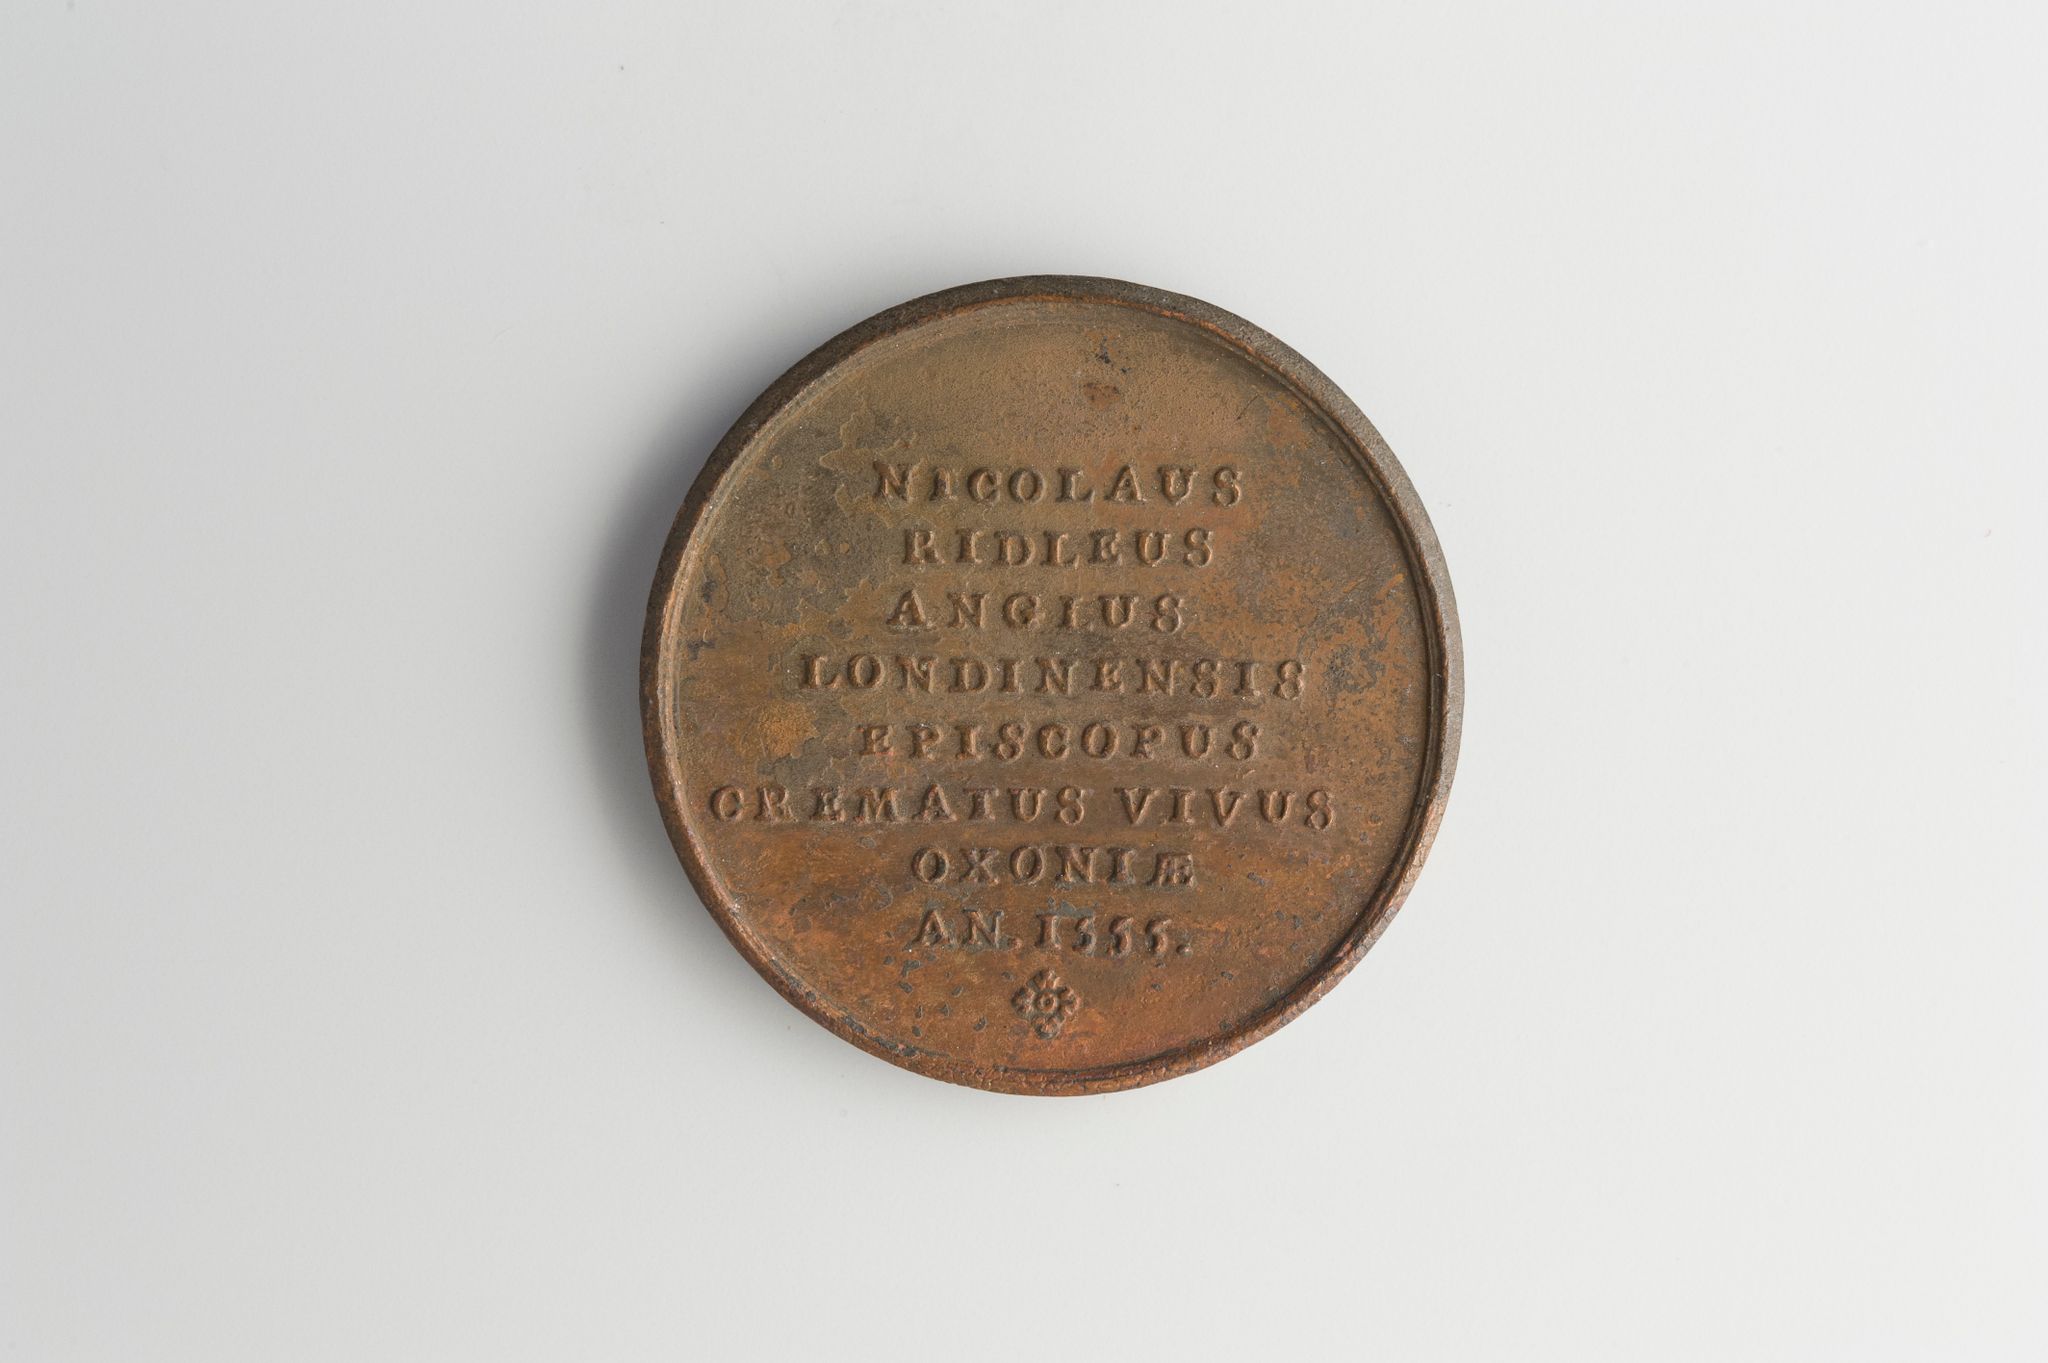 NICOLAUS
RIDLEUS
ANGIUS
LONDINENSIS
EPISCOPUS
CREMATUS VIVUS
OXONIÆ
AN. 1555.